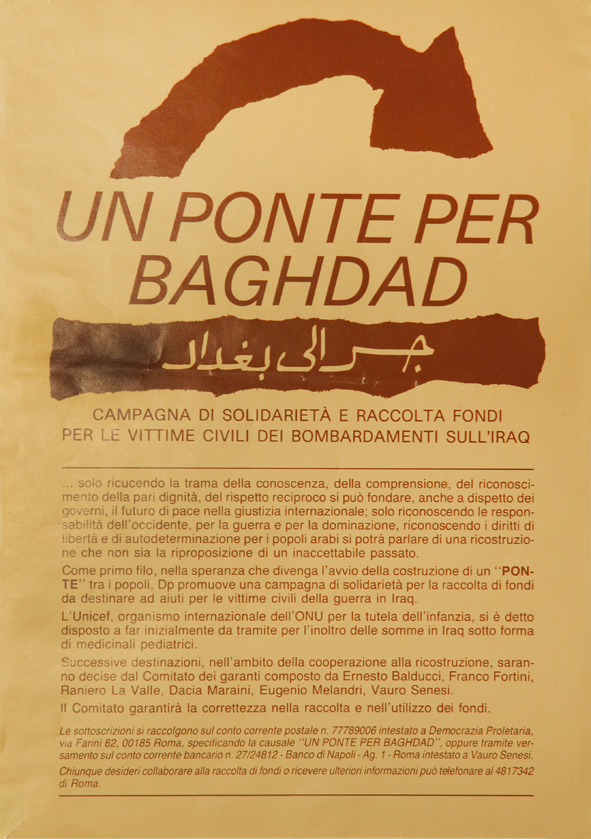 UN PONTE PER
BAGHDAD
جسر الى بغداد
CAMPAGNA DI SOLIDARIETÀ E RACCOLTA FONDI
PER LE VITTIME CIVILI DEI BOMBARDAMENTI SULL'IRAQ
... solo ricucendo la trama della conoscenza, della comprensione, del riconosci-
mento della pari dignità, del rispetto reciproco si può fondare, anche a dispetto dei
governi, il futuro di pace nella giustizia internazionale; solo riconoscendo le respon-
sabilità dell'occidente, per la guerra e per la dominazione, riconoscendo i diritti di
libertà e di autodeterminazione per i popoli arabi si potrà parlare di una ricostruzio-
ne che non sia la riproposizione di un inaccettabile passato.
Come primo filo, nella speranza che divenga l'avvio della costruzione di un "PON-
TE" tra i popoli, Dp promuove una campagna di solidarietà per la raccolta di fondi
da destinare ad aiuti per le vittime civili della guerra in Iraq.
L'Unicef, organismo internazionale dell'ONU per la tutela dell'infanzia, si è detto
disposto a far inizialmente da tramite per l'inoltro delle somme in Iraq sotto forma
di medicinali pediatrici.
Successive destinazioni, nell'ambito della cooperazione alla ricostruzione, saran-
no decise dal Comitato dei garanti composto da Ernesto Balducci, Franco Fortini,
Raniero La Valle, Dacia Maraini, Eugenio Melandri, Vauro Senesi.
Il Comitato garantirà la correttezza nella raccolta e nell'utilizzo dei fondi.
Le sottoscrizioni si raccolgono sul conto corrente postale n. 77789006 intestato a Democrazia Proletaria,
via Farini 62, 00185 Roma, specificando la causale "UN PONTE PER BAGHDAD", oppure tramite ver-
samento sul conto corrente bancario n. 27/24812 - Banco di Napoli - Ag. 1 - Roma intestato a Vauro Senesi.
Chiunque desideri collaborare alla raccolta di fondi o ricevere ulteriori informazioni può telefonare al 4817342
di Roma.